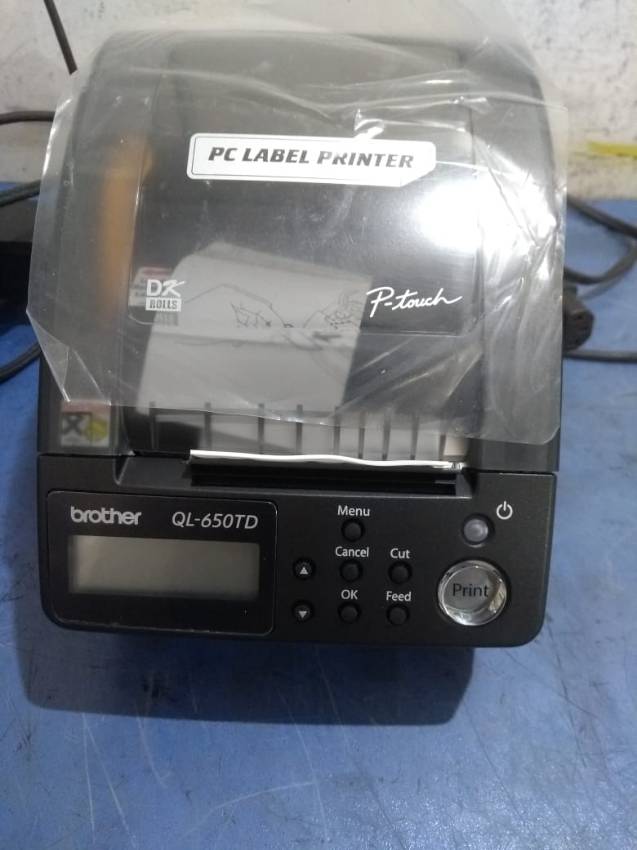 PC LABEL PRINTER
DK
ROLLS
P-touch
brother QL-650TD
Menu
Cancel Cut
OK Feed
Print